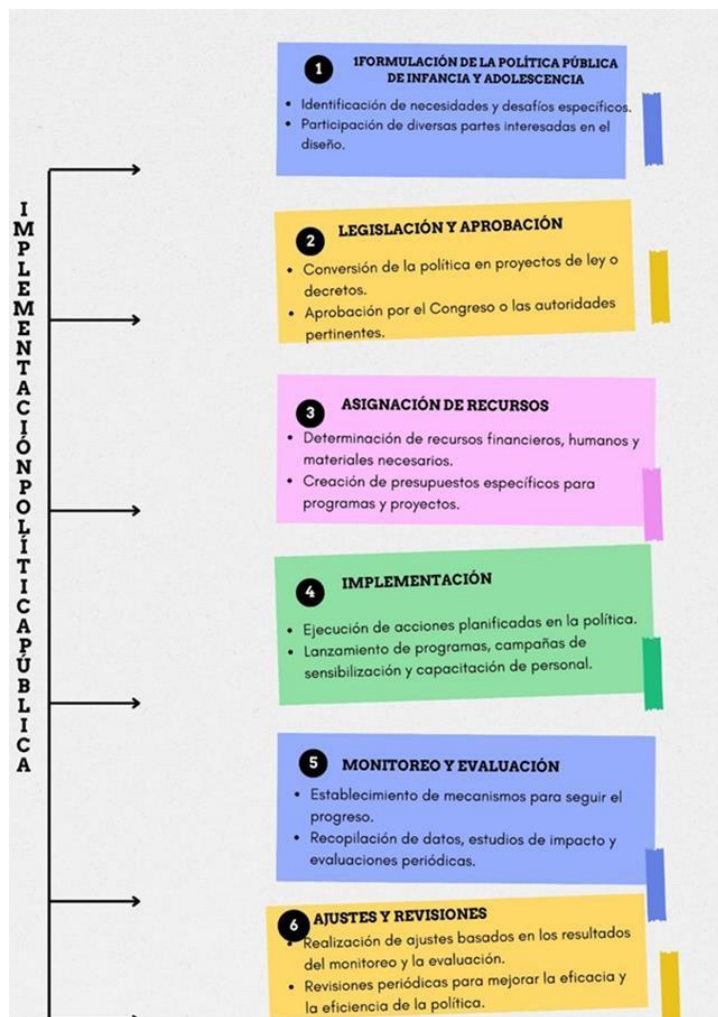 IMPLEMENTACIÓNPOLÍTICAPÚBLICA
1
1FORMULACIÓN DE LA POLÍTICA PÚBLICA
DE INFANCIA Y ADOLESCENCIA
• Identificación de necesidades y desafíos específicos.
• Participación de diversas partes interesadas en el
diseño.
2
LEGISLACIÓN Y APROBACIÓN
• Conversión de la política en proyectos de ley o
decretos.
• Aprobación por el Congreso o las autoridades
pertinentes.
3
ASIGNACIÓN DE RECURSOS
• Determinación de recursos financieros, humanos y
materiales necesarios.
• Creación de presupuestos específicos para
programas y proyectos.
4
IMPLEMENTACIÓN
• Ejecución de acciones planificadas en la política.
• Lanzamiento de programas, campañas de
sensibilización y capacitación de personal.
5
MONITOREO Y EVALUACIÓN
• Establecimiento de mecanismos para seguir el
progreso.
• Recopilación de datos, estudios de impacto y
evaluaciones periódicas.
6
AJUSTES Y REVISIONES
• Realización de ajustes basados en los resultados
del monitoreo y la evaluación.
• Revisiones periódicas para mejorar la eficacia y
la eficiencia de la política.